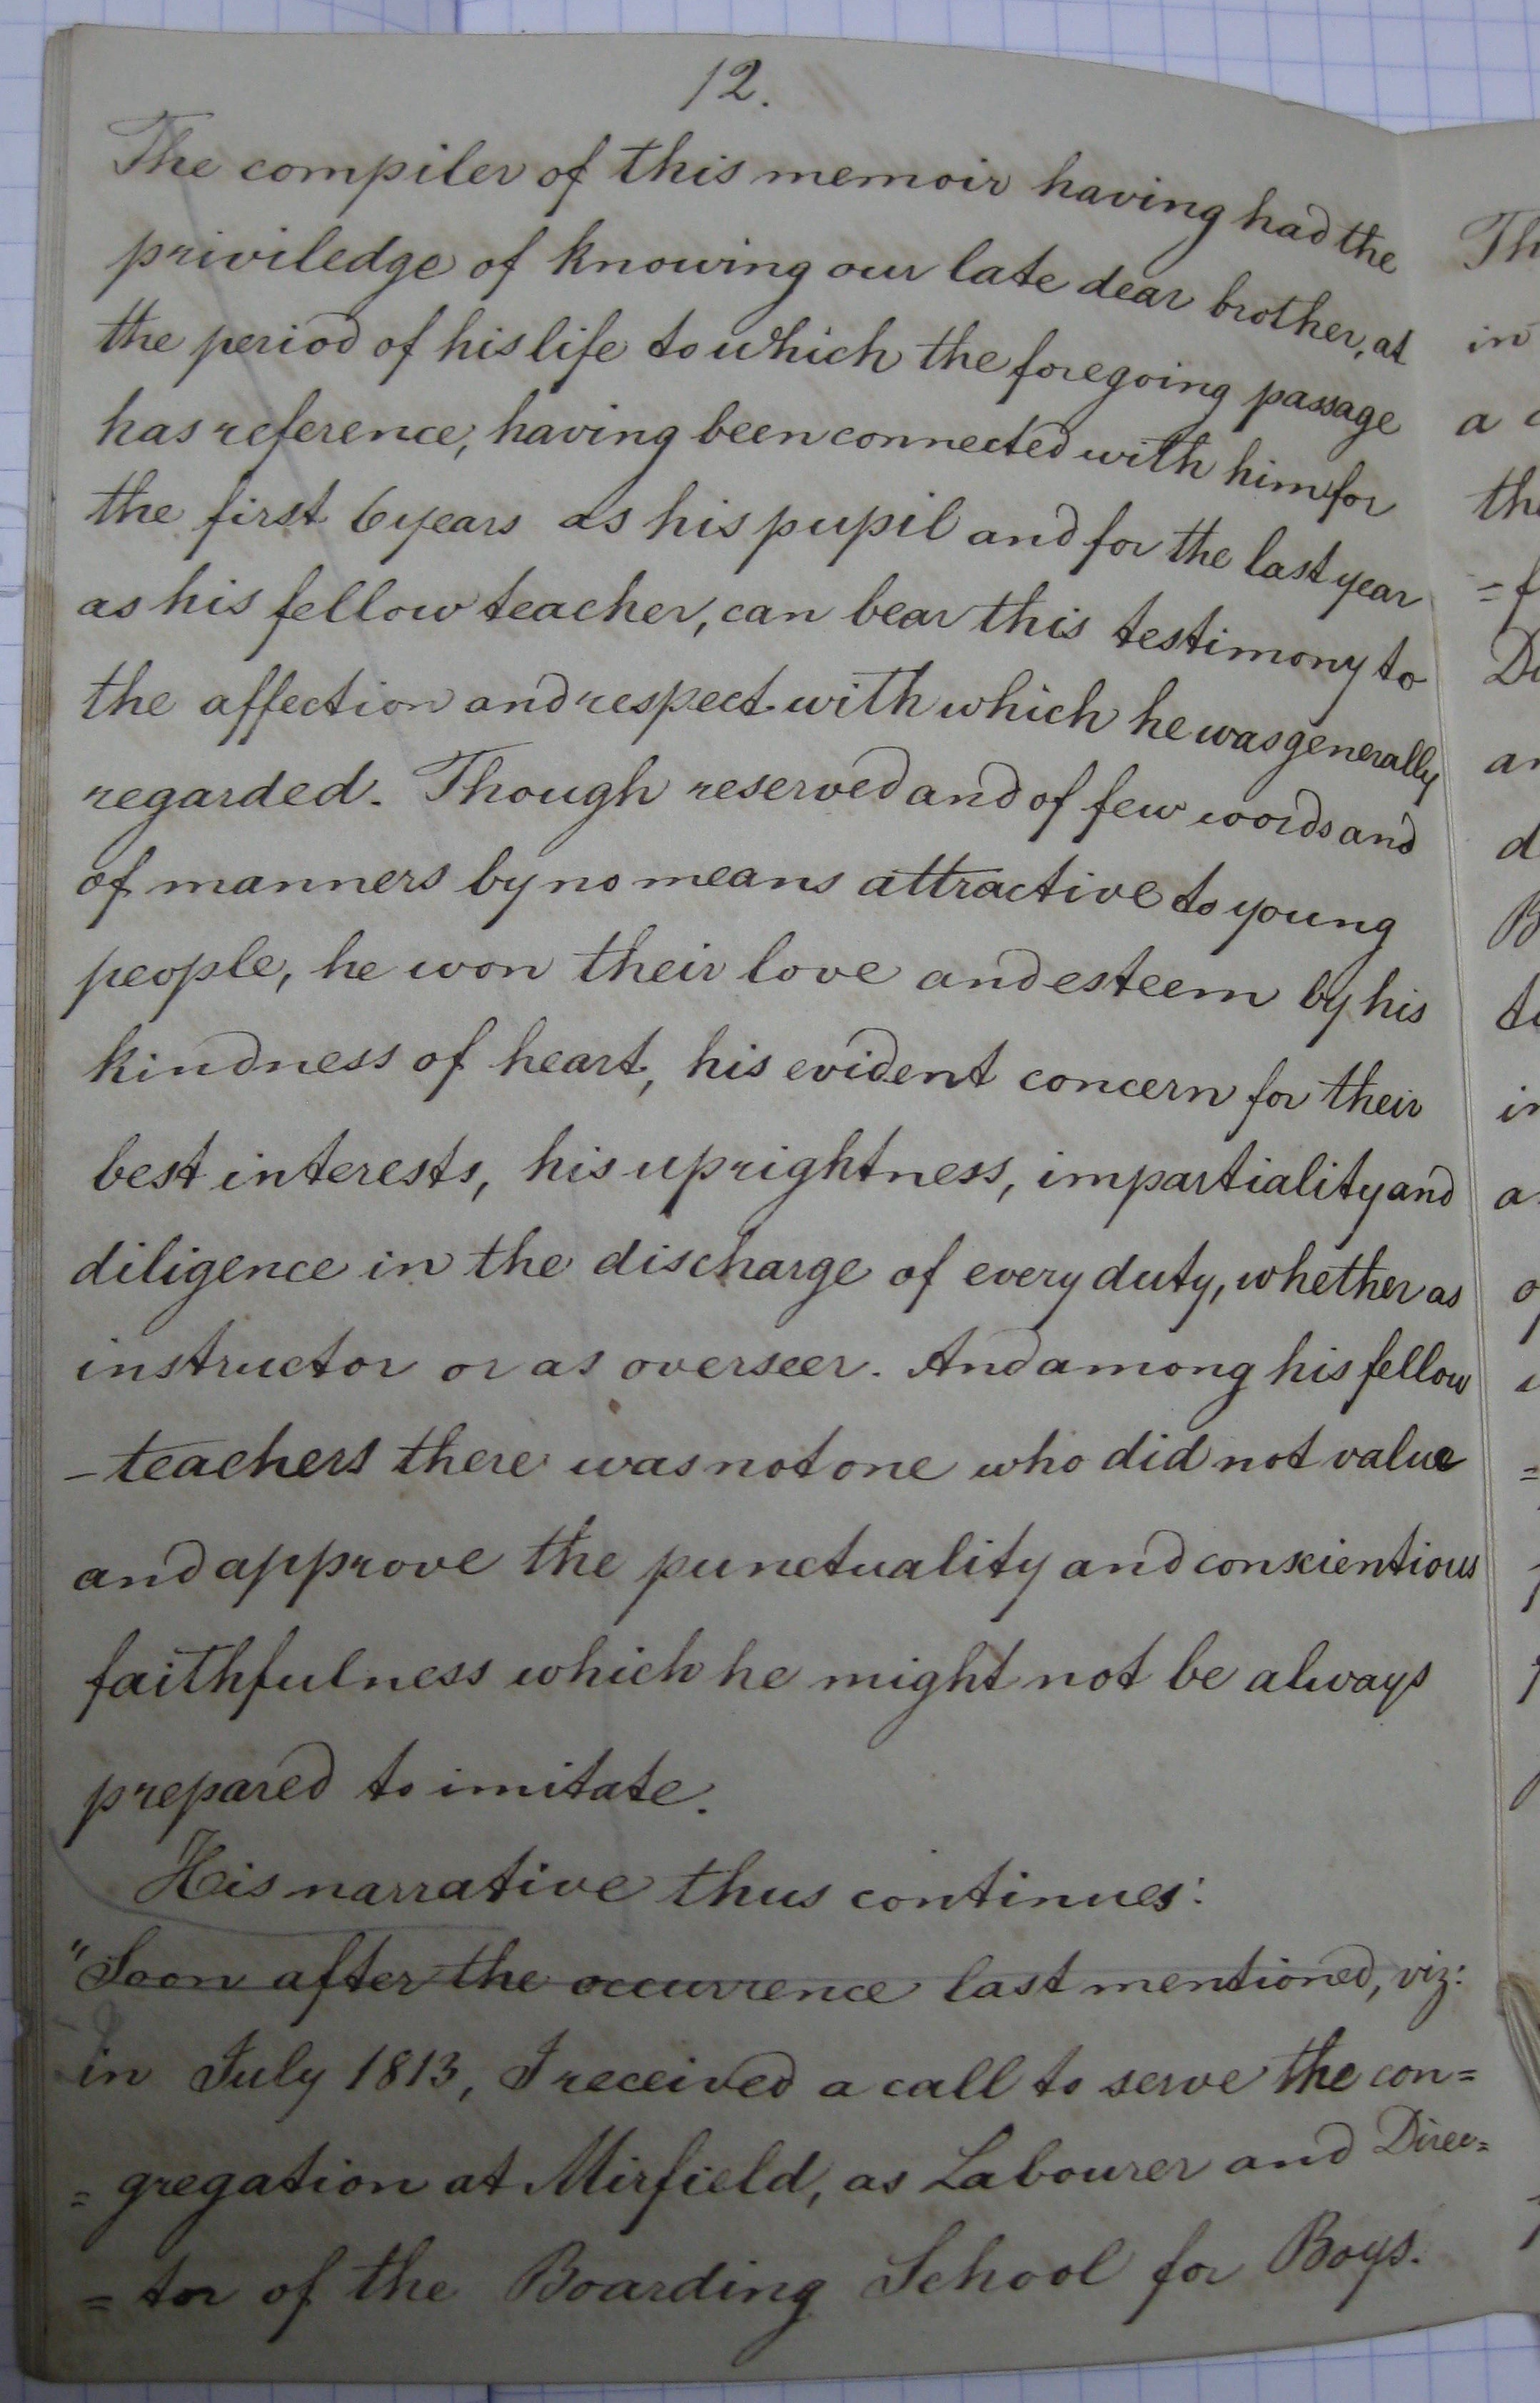 12.
The compiler of this memoir having had the
priviledge of knowing our late dear brother, at
the period of his life to which the foregoing passage
has reference, having been connected with him for
the first 6 years as his pupil and for the last year
as his fellow teacher, can bear this testimony to
the affection and respect with which he was generally
regarded. Though reserved and of few words and
of manners by no means attractive to young
people, he won their love and esteem by his
kindness of heart, his evident concern for their
best interests, his uprightness, impartiality and
diligence in the discharge of every duty, whether as
instructor or as overseer. And among his fellow
-teachers there was not one who did not value
and approve the punctuality and conscientious
faithfulness which he might not be always
prepared to imitate.
His narrative thus continues:
"Soon after the occurrence last mentioned, viz:
in July 1813, I received a call to serve the con=
=gregation at Mirfield, as Labourer and Direc=
=tor of the Boarding School for Boys.
Th
in
a
the
=f
an
d
B
in
a